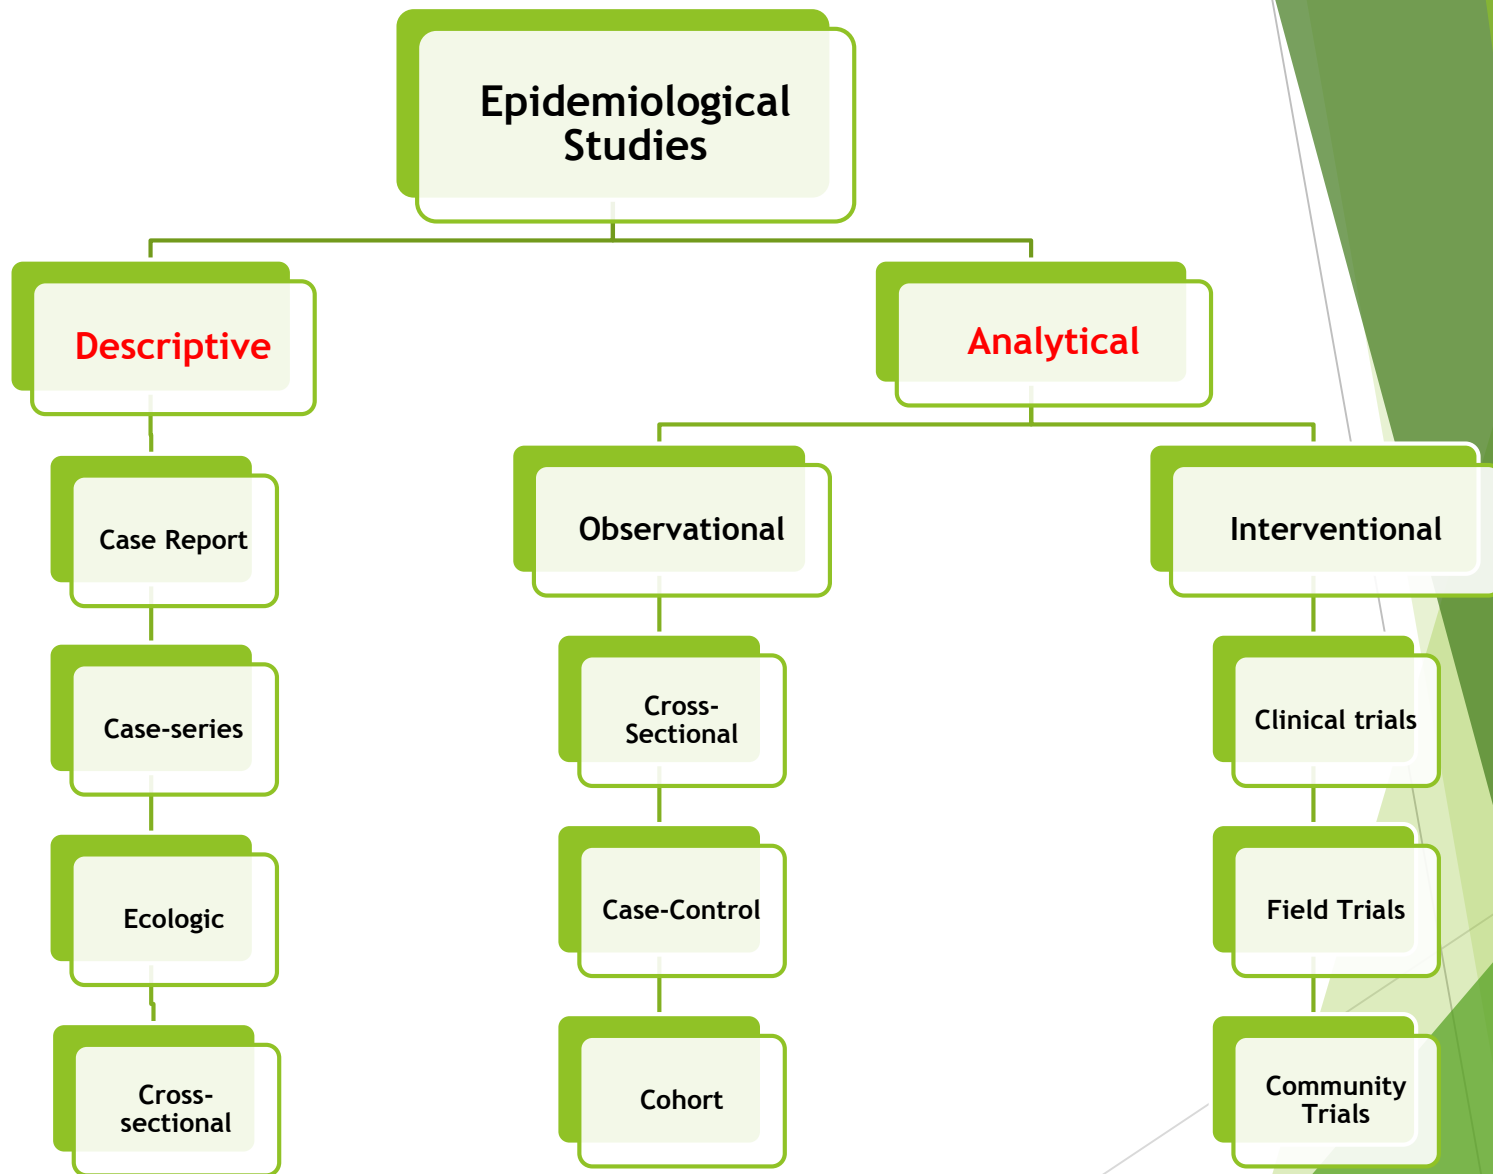 Epidemiological
Studies
Descriptive
Analytical
Case Report
Observational
Interventional
Case-series
Cross-
Sectional
Clinical trials
Ecologic
Case-Control
Field Trials
Cross-
sectional
Cohort
Community
Trials